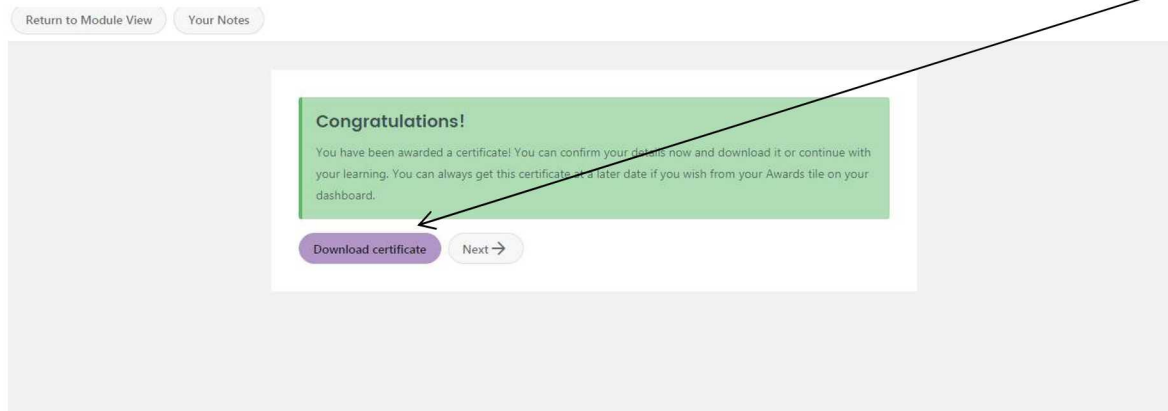 Return to Module View Your Notes
Congratulations!
You have been awarded a certificate! You can confirm your details now and download it or continue with
your learning. You can always get this certificate at a later date if you wish from your Awards tile on your
dashboard.
Download certificate Next →